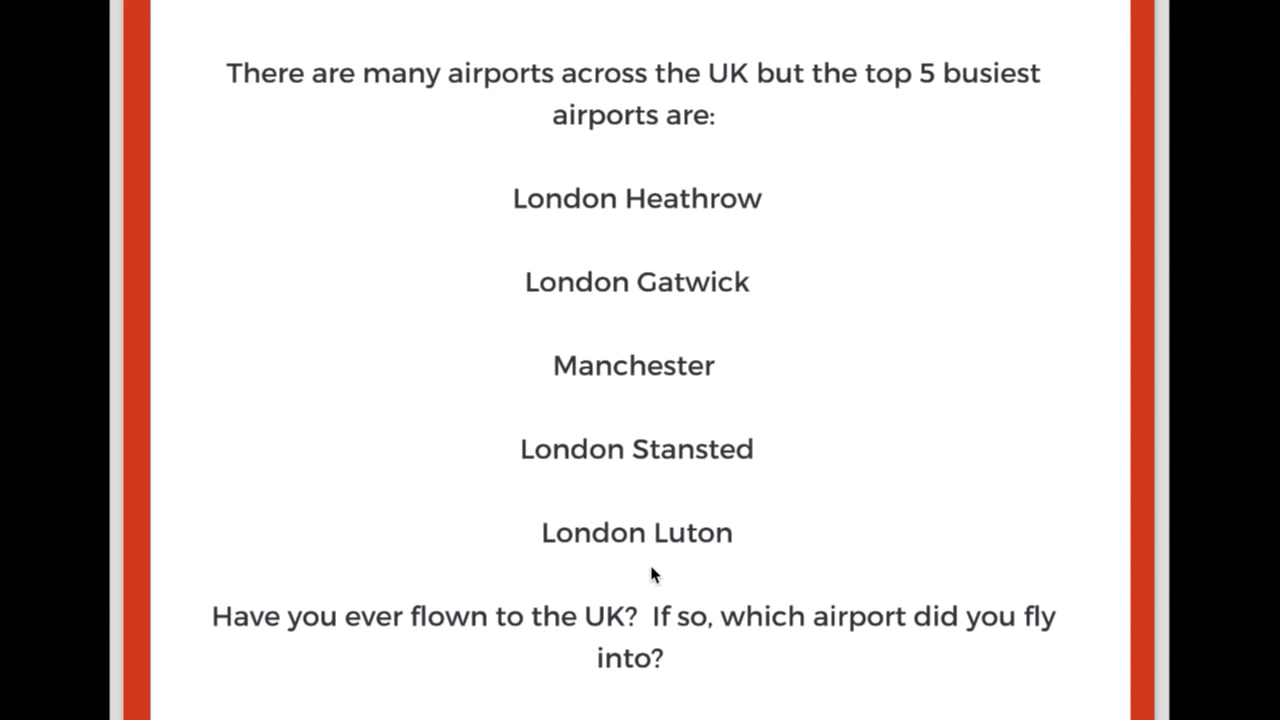 There are many airports across the UK but the top 5 busiest
airports are:
London Heathrow
London Gatwick
Manchester
London Stansted
London Luton
Have you ever flown to the UK?  If so, which airport did you fly
into?